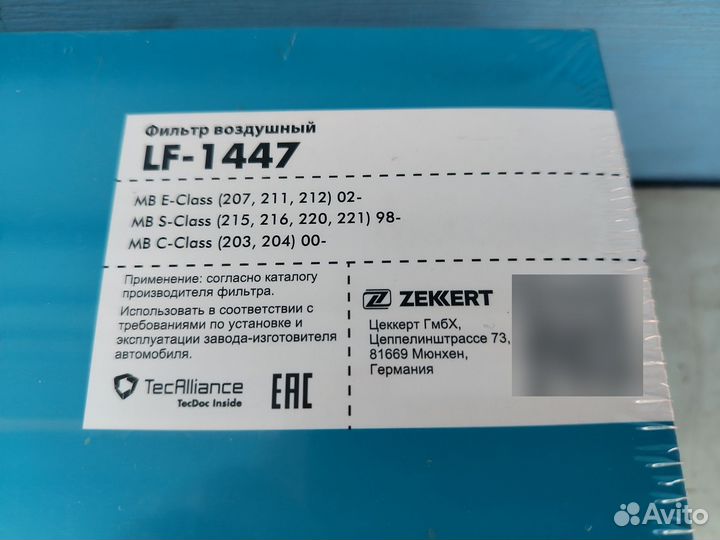 Фильтр воздушный
LF-1447
MB E-Class (207, 211, 212) 02-
MB S-Class (215, 216, 220, 221) 98-
MB C-Class (203, 204) 00-
Применение: согласно каталогу
производителя фильтра.
Использовать в соответствии с
требованиями по установке и
эксплуатации завода-изготовителя
автомобиля.
TecAlliance
TecDoc Inside
EAC
ZEKKERT
Цеккерт ГмбХ,
Цеппелинштрассе 73,
81669 Мюнхен,
Германия
Avito